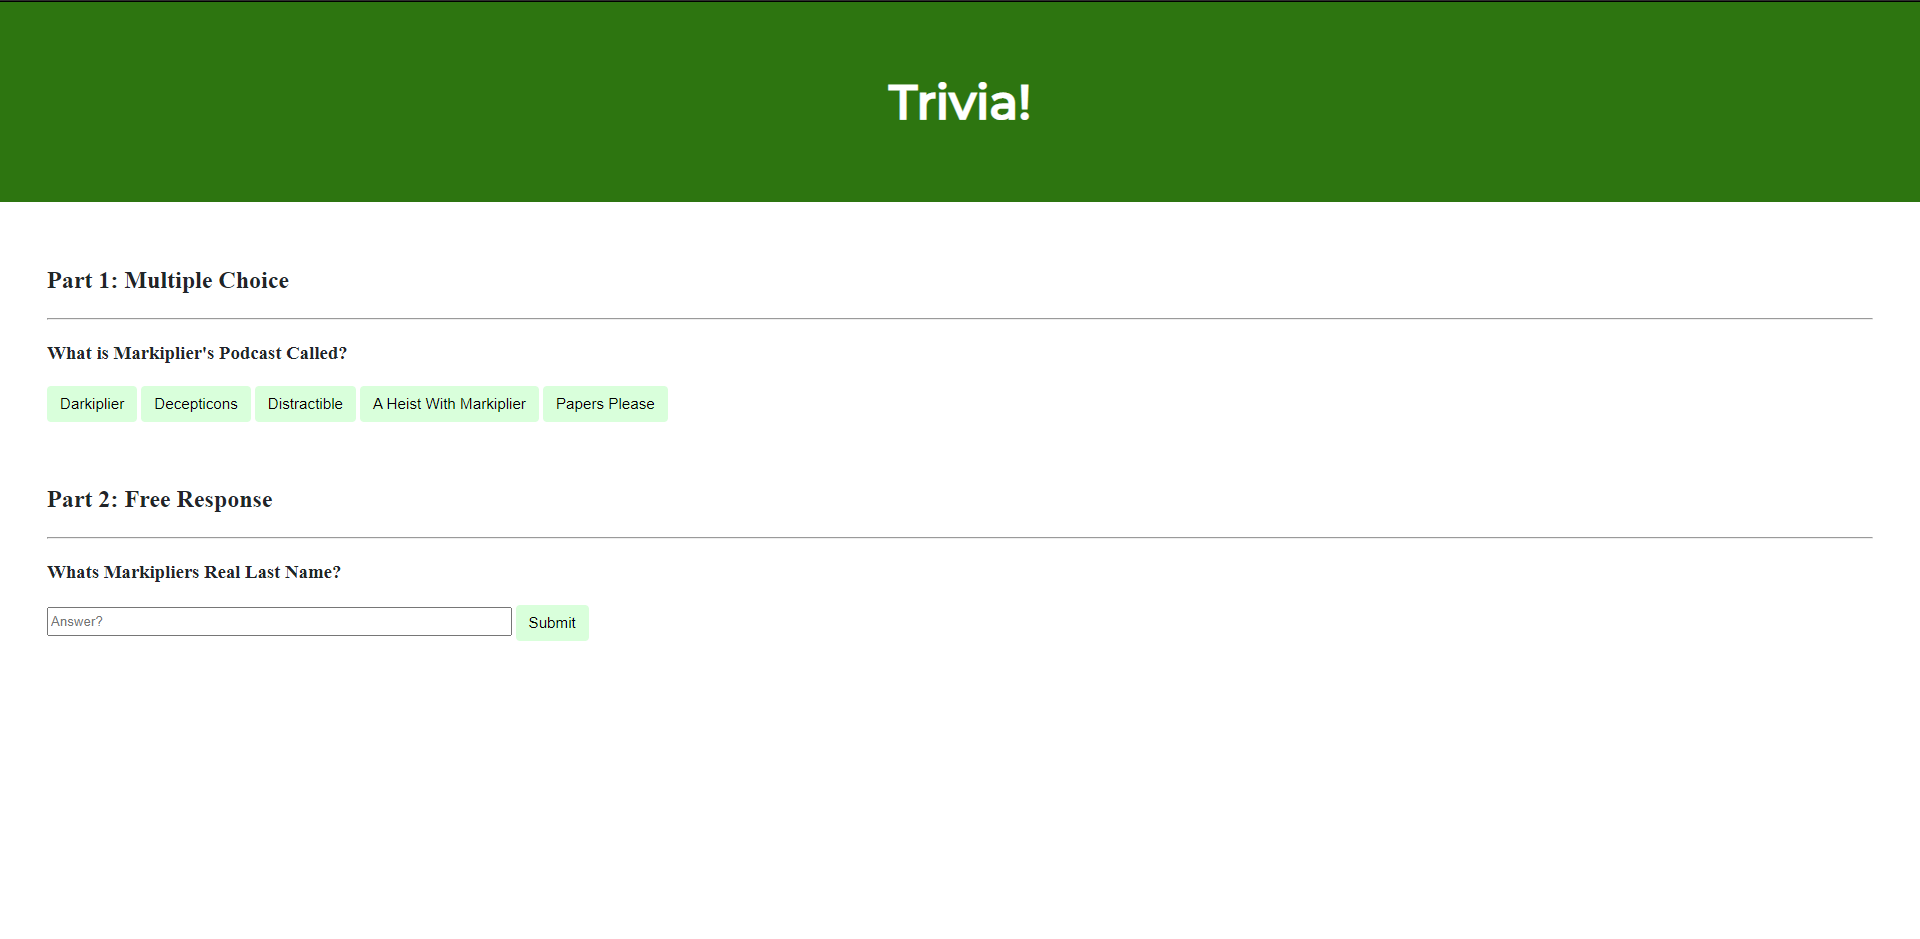 Trivia!
Part 1: Multiple Choice
What is Markiplier's Podcast Called?
Darkiplier Decepticons Distractible A Heist With Markiplier Papers Please
Part 2: Free Response
Whats Markipliers Real Last Name?
Answer? Submit